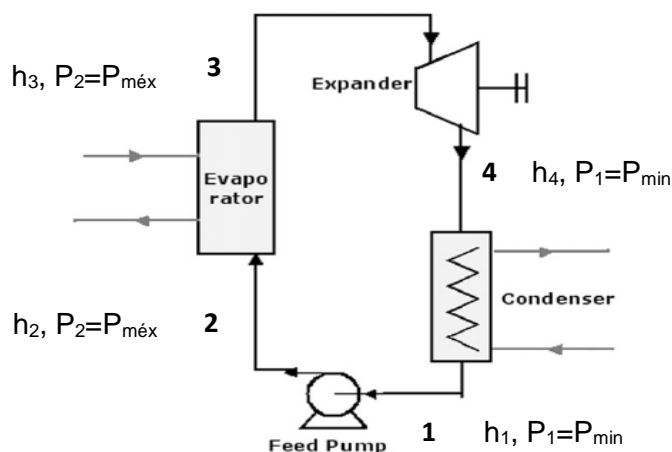 h3, P2=Pméx
3
Expander
Evapo
rator
4
h4, P1=Pmin
Condenser
h2, P2=Pméx
2
Feed Pump
1
h1, P1=Pmin